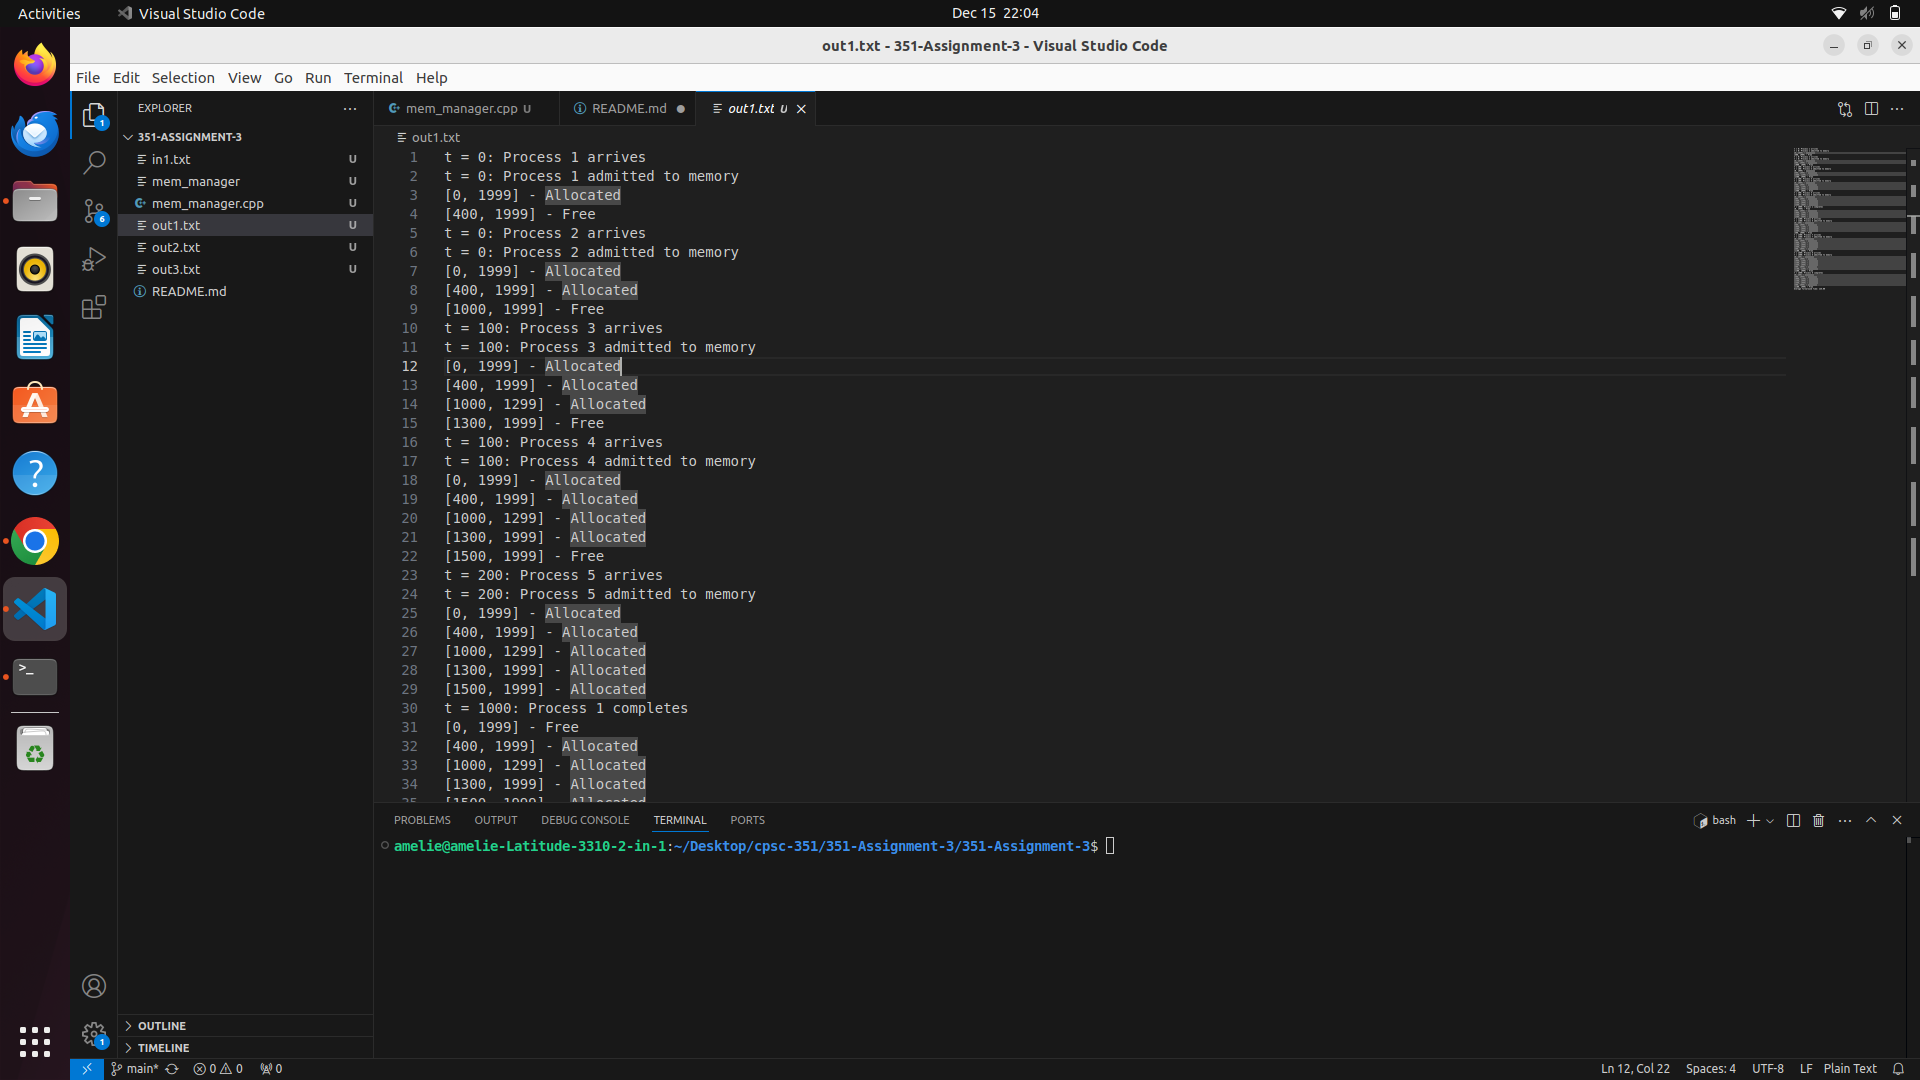 Activities
Visual Studio Code
Dec 15 22:04
out1.txt - 351-Assignment-3 - Visual Studio Code
File Edit Selection View Go Run Terminal Help
EXPLORER
351-ASSIGNMENT-3
in1.txt U
mem_manager U
mem_manager.cpp U
out1.txt U
out2.txt U
out3.txt U
README.md
1
6
OUTLINE
TIMELINE
1
mem_manager.cpp U
README.md
out1.txt U
out1.txt
1 t = 0: Process 1 arrives
2 t = 0: Process 1 admitted to memory
3 [0, 1999] - Allocated
4 [400, 1999] - Free
5 t = 0: Process 2 arrives
6 t = 0: Process 2 admitted to memory
7 [0, 1999] - Allocated
8 [400, 1999] - Allocated
9 [1000, 1999] - Free
10 t = 100: Process 3 arrives
11 t = 100: Process 3 admitted to memory
12 [0, 1999] - Allocated
13 [400, 1999] - Allocated
14 [1000, 1299] - Allocated
15 [1300, 1999] - Free
16 t = 100: Process 4 arrives
17 t = 100: Process 4 admitted to memory
18 [0, 1999] - Allocated
19 [400, 1999] - Allocated
20 [1000, 1299] - Allocated
21 [1300, 1999] - Allocated
22 [1500, 1999] - Free
23 t = 200: Process 5 arrives
24 t = 200: Process 5 admitted to memory
25 [0, 1999] - Allocated
26 [400, 1999] - Allocated
27 [1000, 1299] - Allocated
28 [1300, 1999] - Allocated
29 [1500, 1999] - Allocated
30 t = 1000: Process 1 completes
31 [0, 1999] - Free
32 [400, 1999] - Allocated
33 [1000, 1299] - Allocated
34 [1300, 1999] - Allocated
35 [1500, 1999] - Allocated
PROBLEMS OUTPUT DEBUG CONSOLE TERMINAL PORTS
bash
amelie@amelie-Latitude-3310-2-in-1:~/Desktop/cpsc-351/351-Assignment-3/351-Assignment-3$
main* 0 0 0
Ln 12, Col 22 Spaces: 4 UTF-8 LF Plain Text